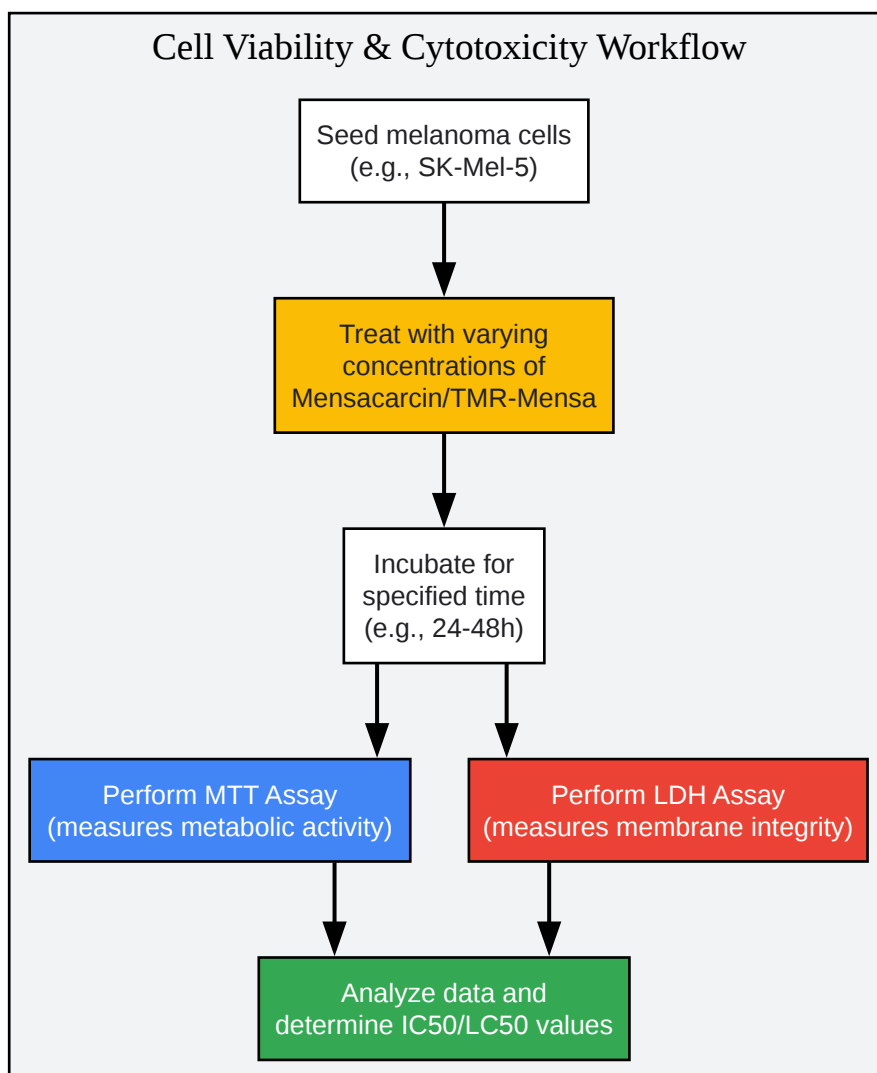 Cell Viability & Cytotoxicity Workflow
Seed melanoma cells
(e.g., SK-Mel-5)
Treat with varying
concentrations of
Mensacarcin/TMR-Mensa
Incubate for
specified time
(e.g., 24-48h)
Perform MTT Assay
(measures metabolic activity)
Perform LDH Assay
(measures membrane integrity)
Analyze data and
determine IC50/LC50 values